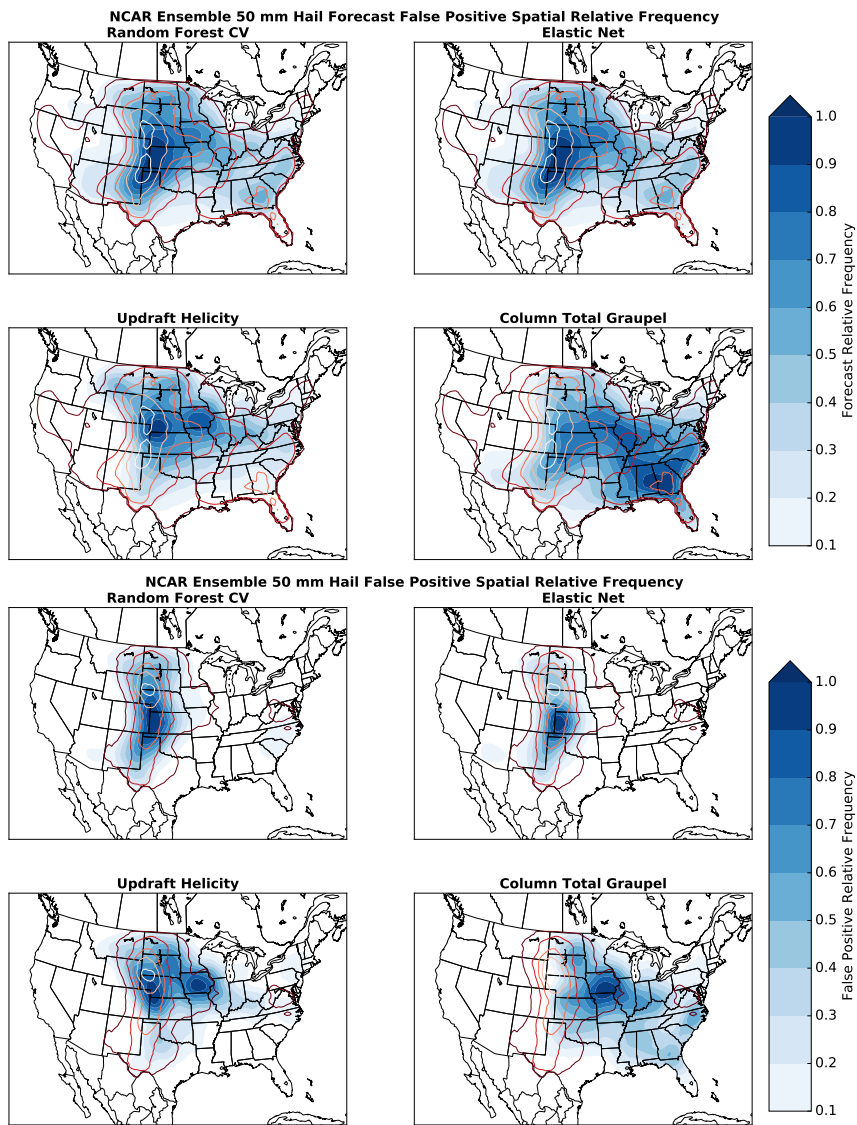 NCAR Ensemble 50 mm Hail Forecast False Positive Spatial Relative Frequency
Random Forest CV
Elastic Net
Updraft Helicity
Column Total Graupel
1.0
0.9
0.8
0.7
0.6
0.5
0.4
0.3
0.2
0.1
Forecast Relative Frequency
NCAR Ensemble 50 mm Hail False Positive Spatial Relative Frequency
Random Forest CV
Elastic Net
Updraft Helicity
Column Total Graupel
1.0
0.9
0.8
0.7
0.6
0.5
0.4
0.3
0.2
0.1
False Positive Relative Frequency